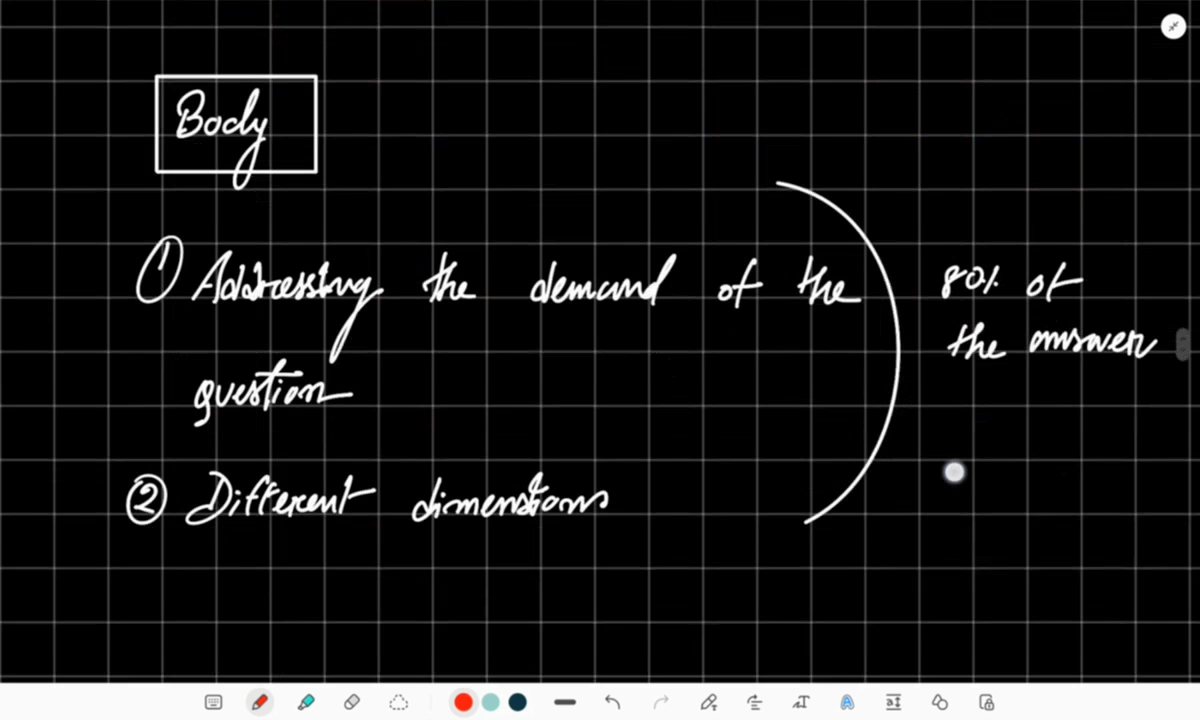 Body
① Addressing the demand of the
question
② Different dimensions
80% of
the answer